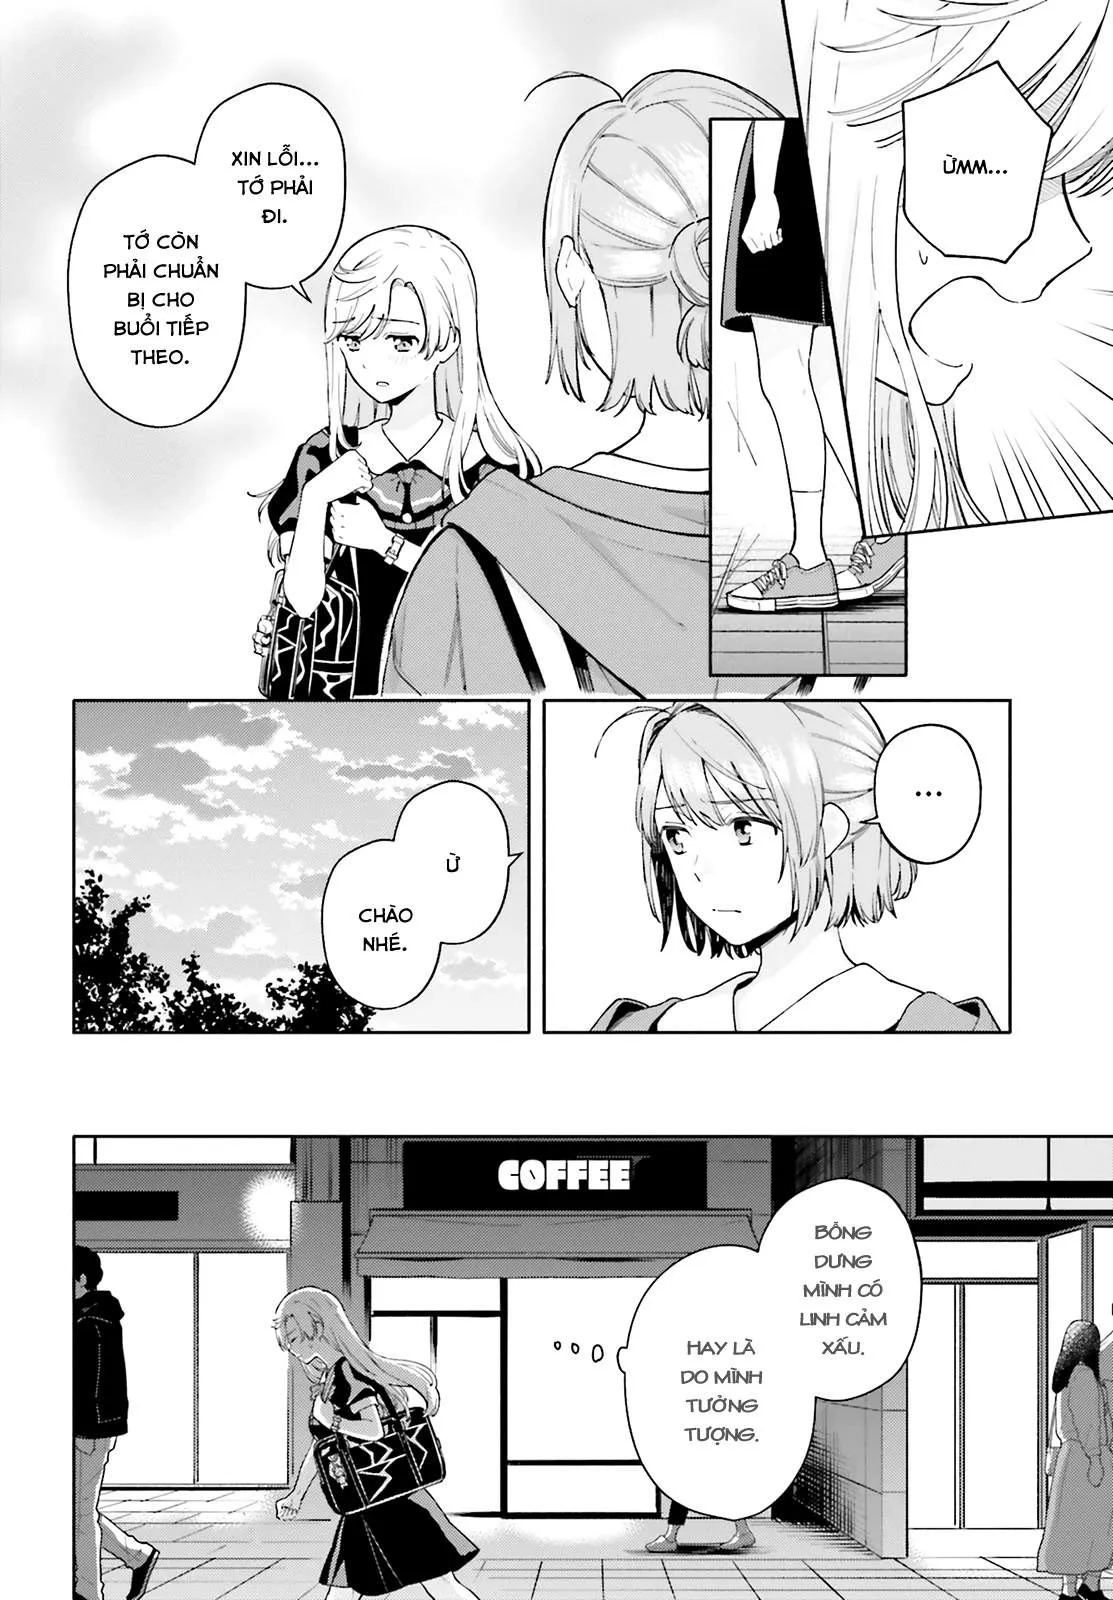 ỪMM...
XIN LỖI...
TỚ PHẢI
ĐI.
TỚ CÒN
PHẢI CHUẨN
BỊ CHO
BUỔI TIẾP
THEO.
...
Ừ
CHÀO
NHÉ.
COFFEE
BỖNG
DƯNG
MÌNH CÓ
LINH CẢM
XẤU.
HAY LÀ
DO MÌNH
TƯỞNG
TƯỢNG.